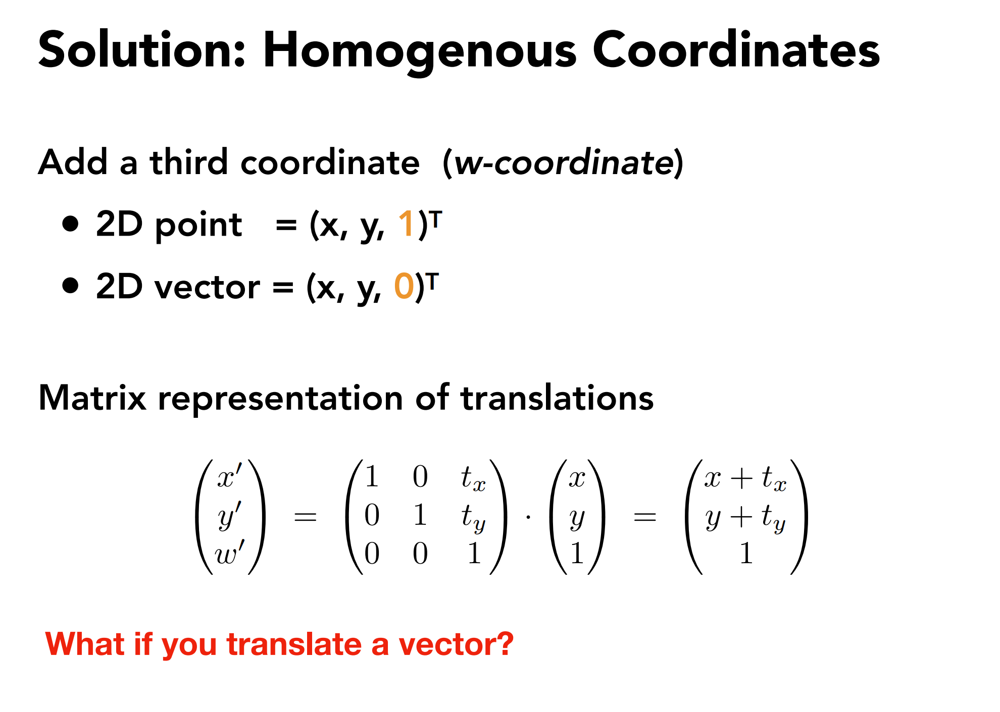 Solution: Homogenous Coordinates
Add a third coordinate (w-coordinate)
• 2D point = (x, y, 1)ᵀ
• 2D vector = (x, y, 0)ᵀ
Matrix representation of translations
$$\begin{pmatrix} x' \\ y' \\ w' \end{pmatrix} = \begin{pmatrix} 1 & 0 & t_x \\ 0 & 1 & t_y \\ 0 & 0 & 1 \end{pmatrix} \cdot \begin{pmatrix} x \\ y \\ 1 \end{pmatrix} = \begin{pmatrix} x + t_x \\ y + t_y \\ 1 \end{pmatrix}$$
What if you translate a vector?